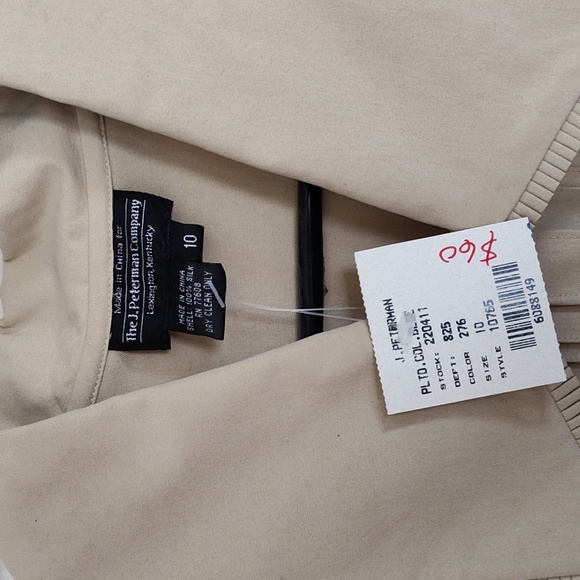 Made in China for
The J. Peterman Company
Lexington, Kentucky
10
MADE IN CHINA
SHELL: 100% SILK
RN 77608
DRY CLEAN ONLY
$60
J.PETERMAN
PLTD.COL.
220411
STOCK:
825
DEPT:
276
COLOR
10
SIZE
10765
STYLE
6088149